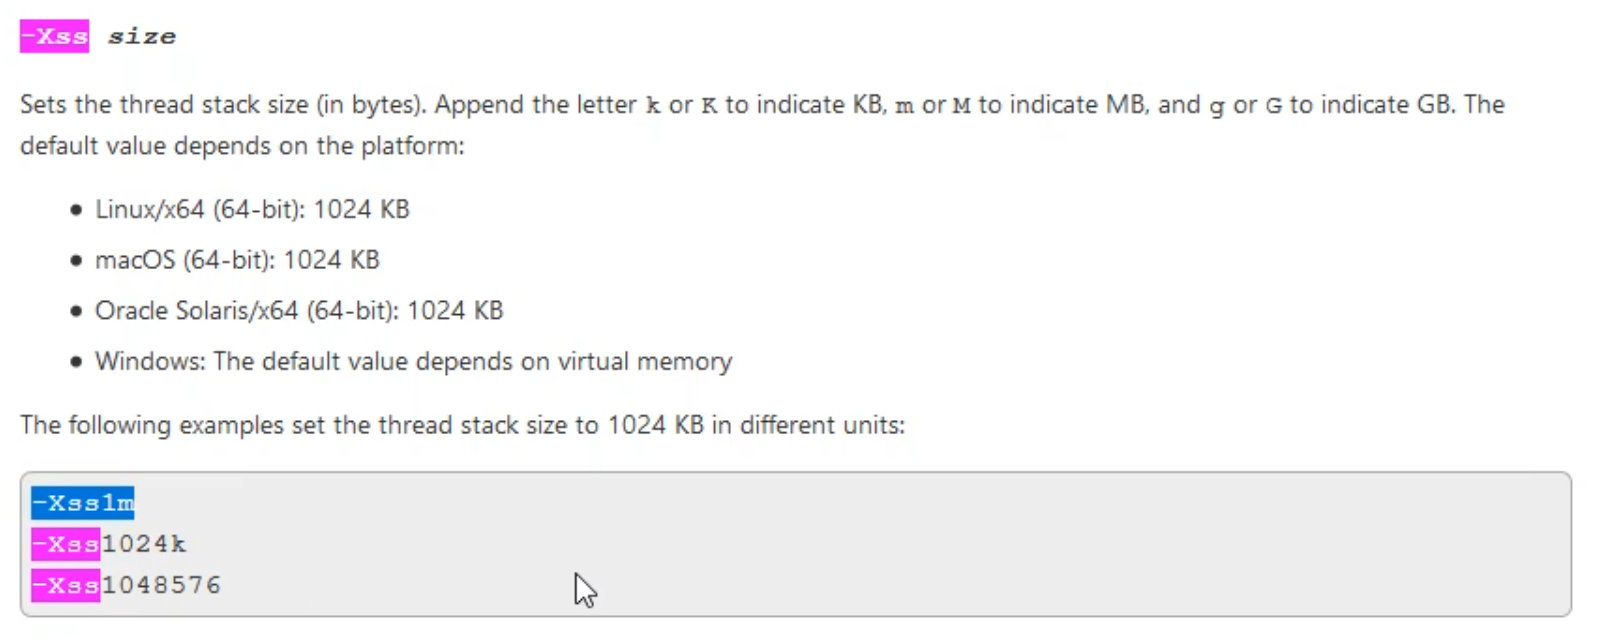 -Xss size
Sets the thread stack size (in bytes). Append the letter k or K to indicate KB, m or M to indicate MB, and g or G to indicate GB. The
default value depends on the platform:
• Linux/x64 (64-bit): 1024 KB
• macOS (64-bit): 1024 KB
• Oracle Solaris/x64 (64-bit): 1024 KB
• Windows: The default value depends on virtual memory
The following examples set the thread stack size to 1024 KB in different units:
-Xss1m
-Xss1024k
-Xss1048576